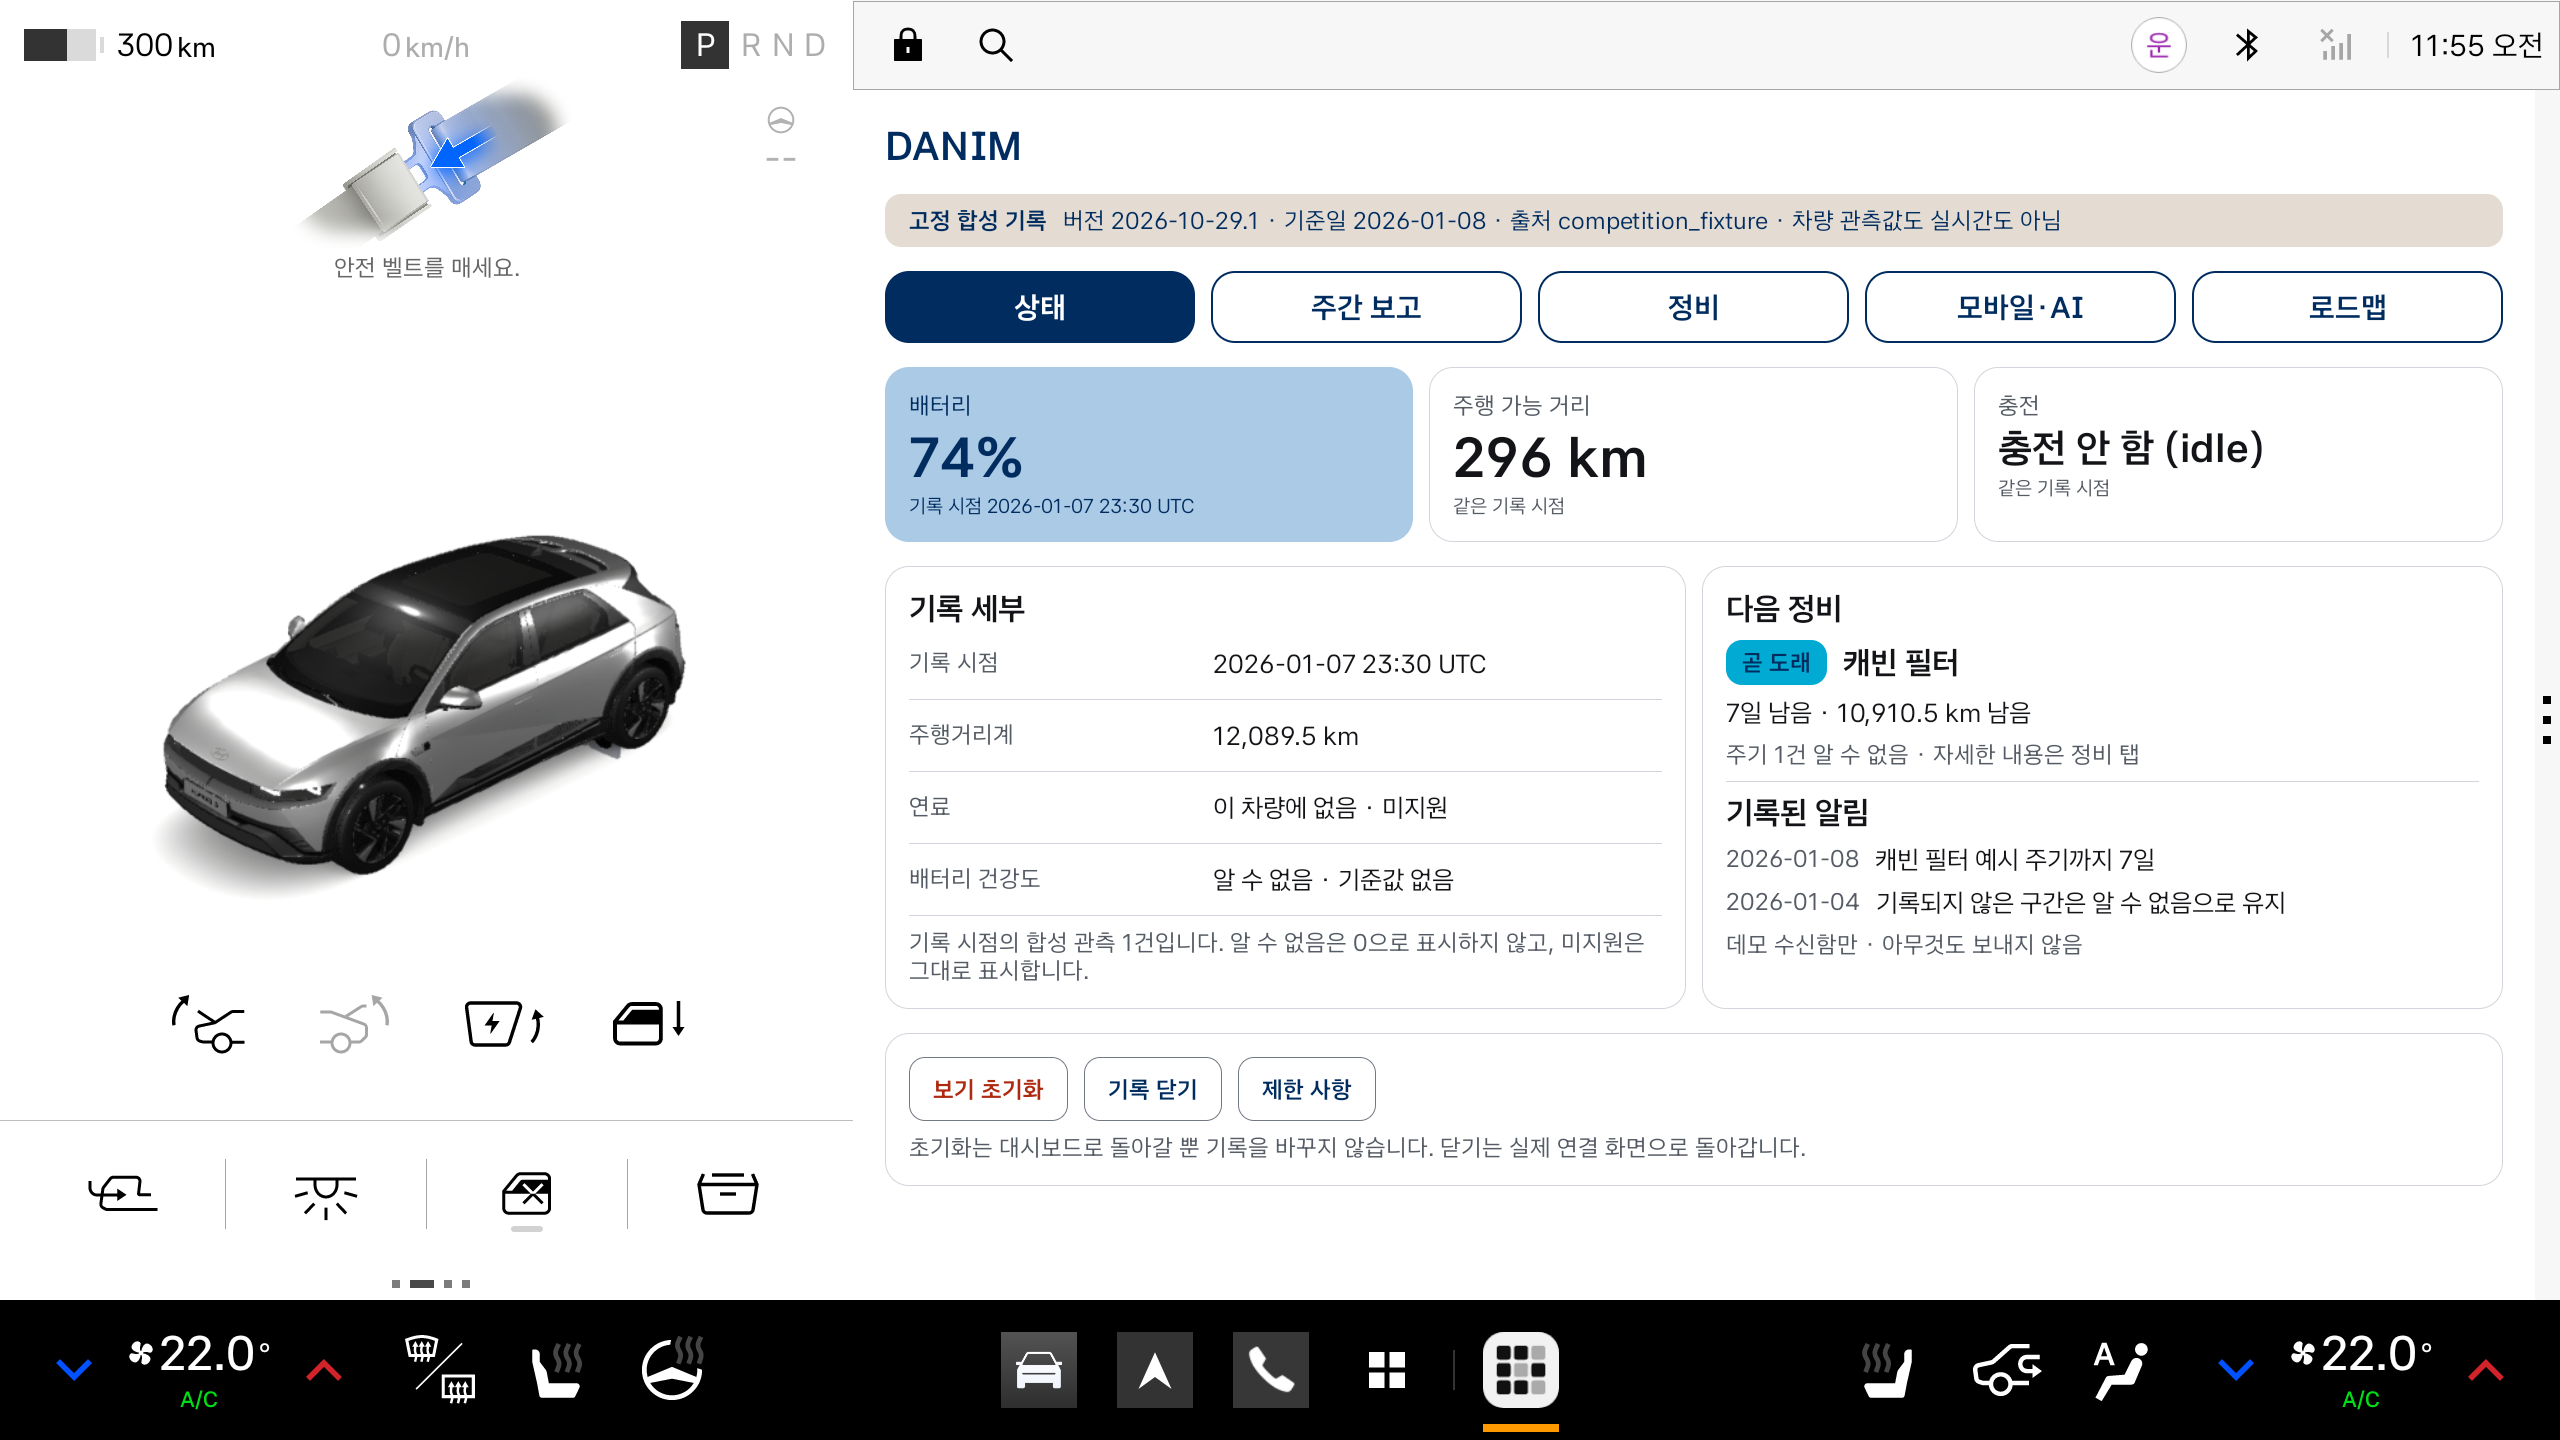 300 km
0 km/h
P R N D
운
11:55 오전
안전 벨트를 매세요.
DANIM
고정 합성 기록 버전 2026-10-29.1 · 기준일 2026-01-08 · 출처 competition_fixture · 차량 관측값도 실시간도 아님
상태
주간 보고
정비
모바일·AI
로드맵
배터리
74%
기록 시점 2026-01-07 23:30 UTC
주행 가능 거리
296 km
같은 기록 시점
충전
충전 안 함 (idle)
같은 기록 시점
기록 세부
기록 시점 2026-01-07 23:30 UTC
주행거리계 12,089.5 km
연료 이 차량에 없음 · 미지원
배터리 건강도 알 수 없음 · 기준값 없음
기록 시점의 합성 관측 1건입니다. 알 수 없음은 0으로 표시하지 않고, 미지원은
그대로 표시합니다.
다음 정비
곧 도래 캐빈 필터
7일 남음 · 10,910.5 km 남음
주기 1건 알 수 없음 · 자세한 내용은 정비 탭
기록된 알림
2026-01-08 캐빈 필터 예시 주기까지 7일
2026-01-04 기록되지 않은 구간은 알 수 없음으로 유지
데모 수신함만 · 아무것도 보내지 않음
보기 초기화
기록 닫기
제한 사항
초기화는 대시보드로 돌아갈 뿐 기록을 바꾸지 않습니다. 닫기는 실제 연결 화면으로 돌아갑니다.
22.0°
A/C
A
22.0°
A/C